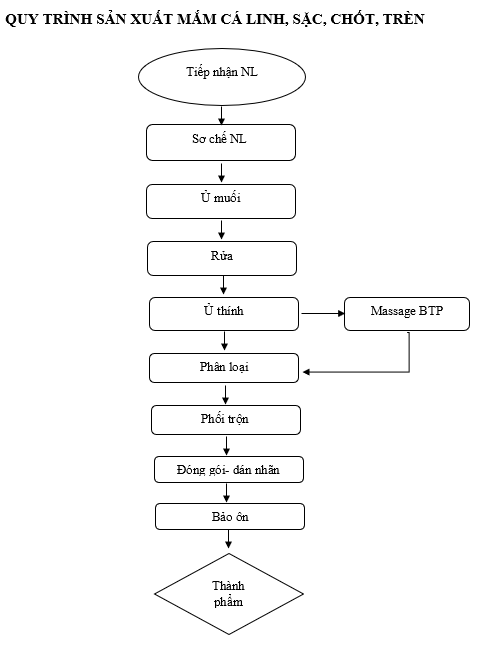 QUY TRÌNH SẢN XUẤT MẮM CÁ LINH, SẶC, CHỐT, TRÈN
Tiếp nhận NL
Sơ chế NL
Ủ muối
Rửa
Ủ thính
Massage BTP
Phân loại
Phối trộn
Đóng gói- dán nhãn
Bảo ôn
Thành
phẩm